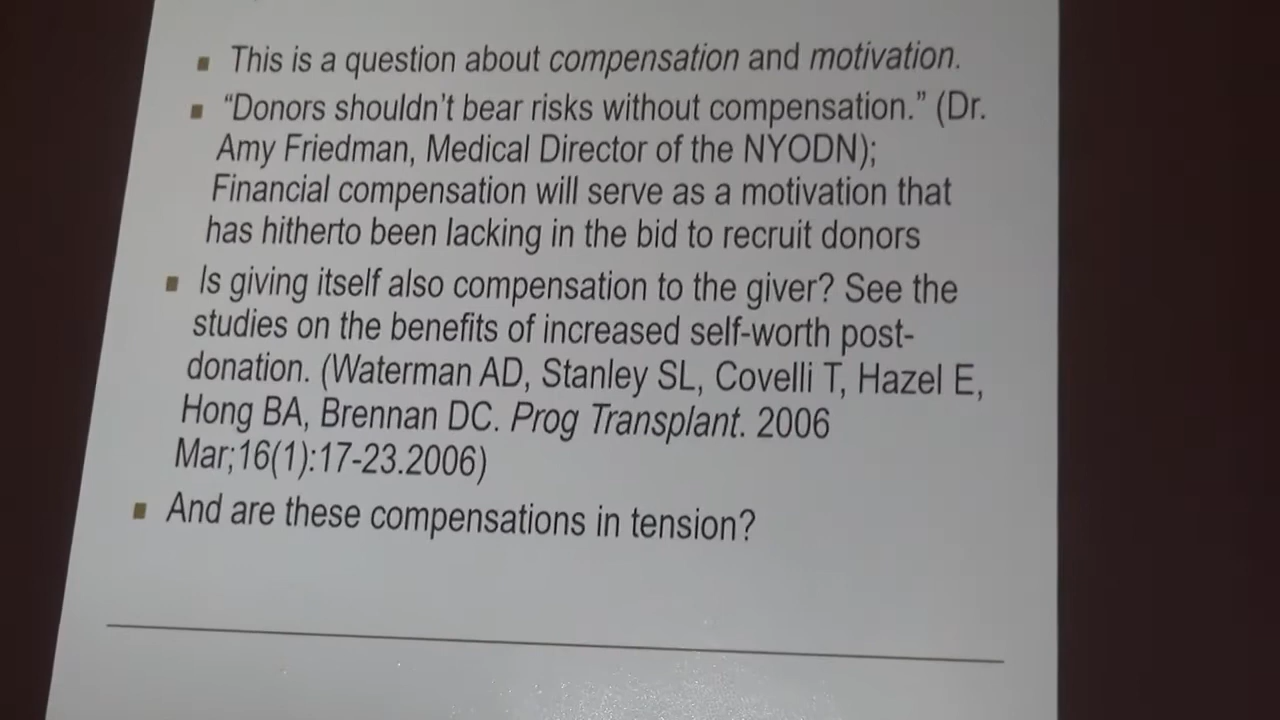 This is a question about compensation and motivation.
“Donors shouldn’t bear risks without compensation.” (Dr.
Amy Friedman, Medical Director of the NYODN);
Financial compensation will serve as a motivation that
has hitherto been lacking in the bid to recruit donors
Is giving itself also compensation to the giver? See the
studies on the benefits of increased self-worth post-
donation. (Waterman AD, Stanley SL, Covelli T, Hazel E,
Hong BA, Brennan DC. Prog Transplant. 2006
Mar;16(1):17-23.2006)
And are these compensations in tension?